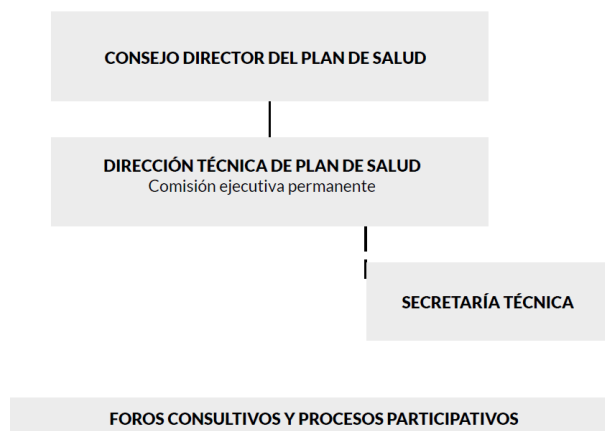 CONSEJO DIRECTOR DEL PLAN DE SALUD
DIRECCIÓN TÉCNICA DE PLAN DE SALUD
Comisión ejecutiva permanente
SECRETARÍA TÉCNICA
FOROS CONSULTIVOS Y PROCESOS PARTICIPATIVOS